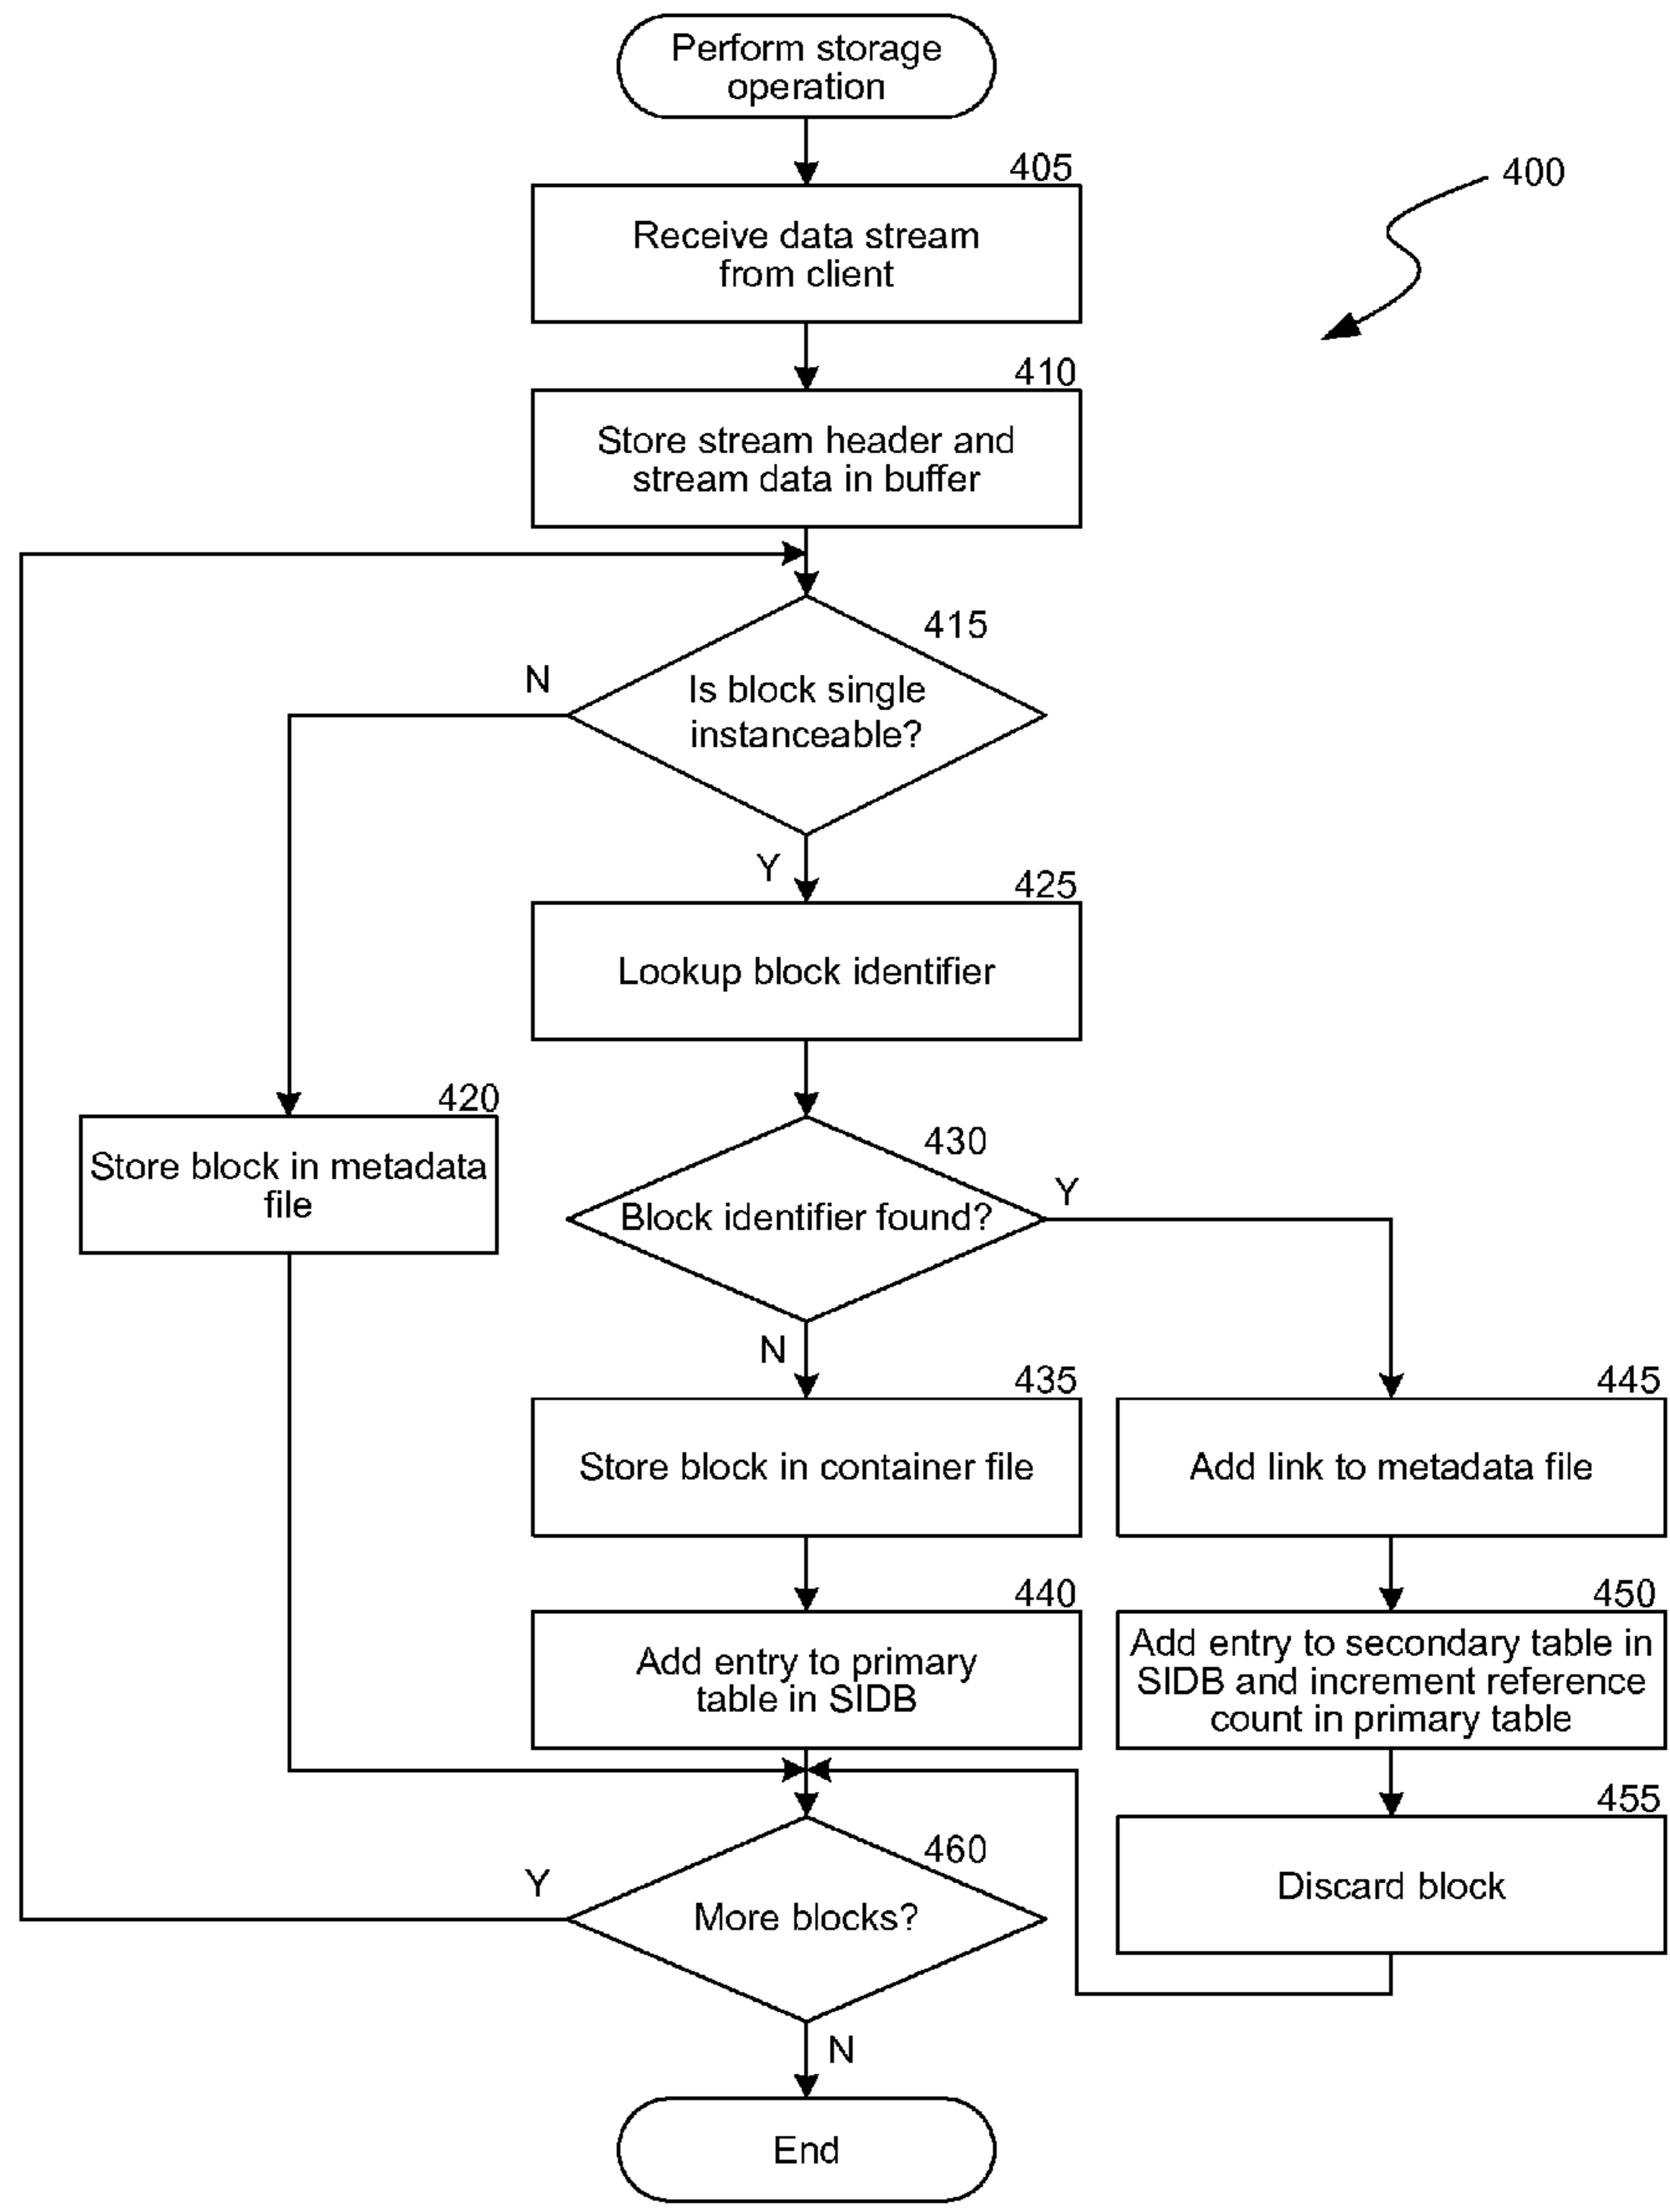 Perform storage
operation
405
400
Receive data stream
from client
410
Store stream header and
stream data in buffer
415
N
Is block single
instanceable?
Y
425
Lookup block identifier
420
Store block in metadata
file
430
Y
Block identifier found?
N
435
Store block in container file
445
Add link to metadata file
440
Add entry to primary
table in SIDB
450
Add entry to secondary table in
SIDB and increment reference
count in primary table
455
Discard block
460
Y
More blocks?
N
End